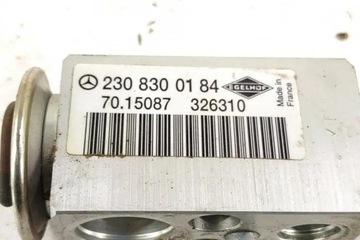 230 830 01 84 EGELHOF
70.15087 326310
Made in
France